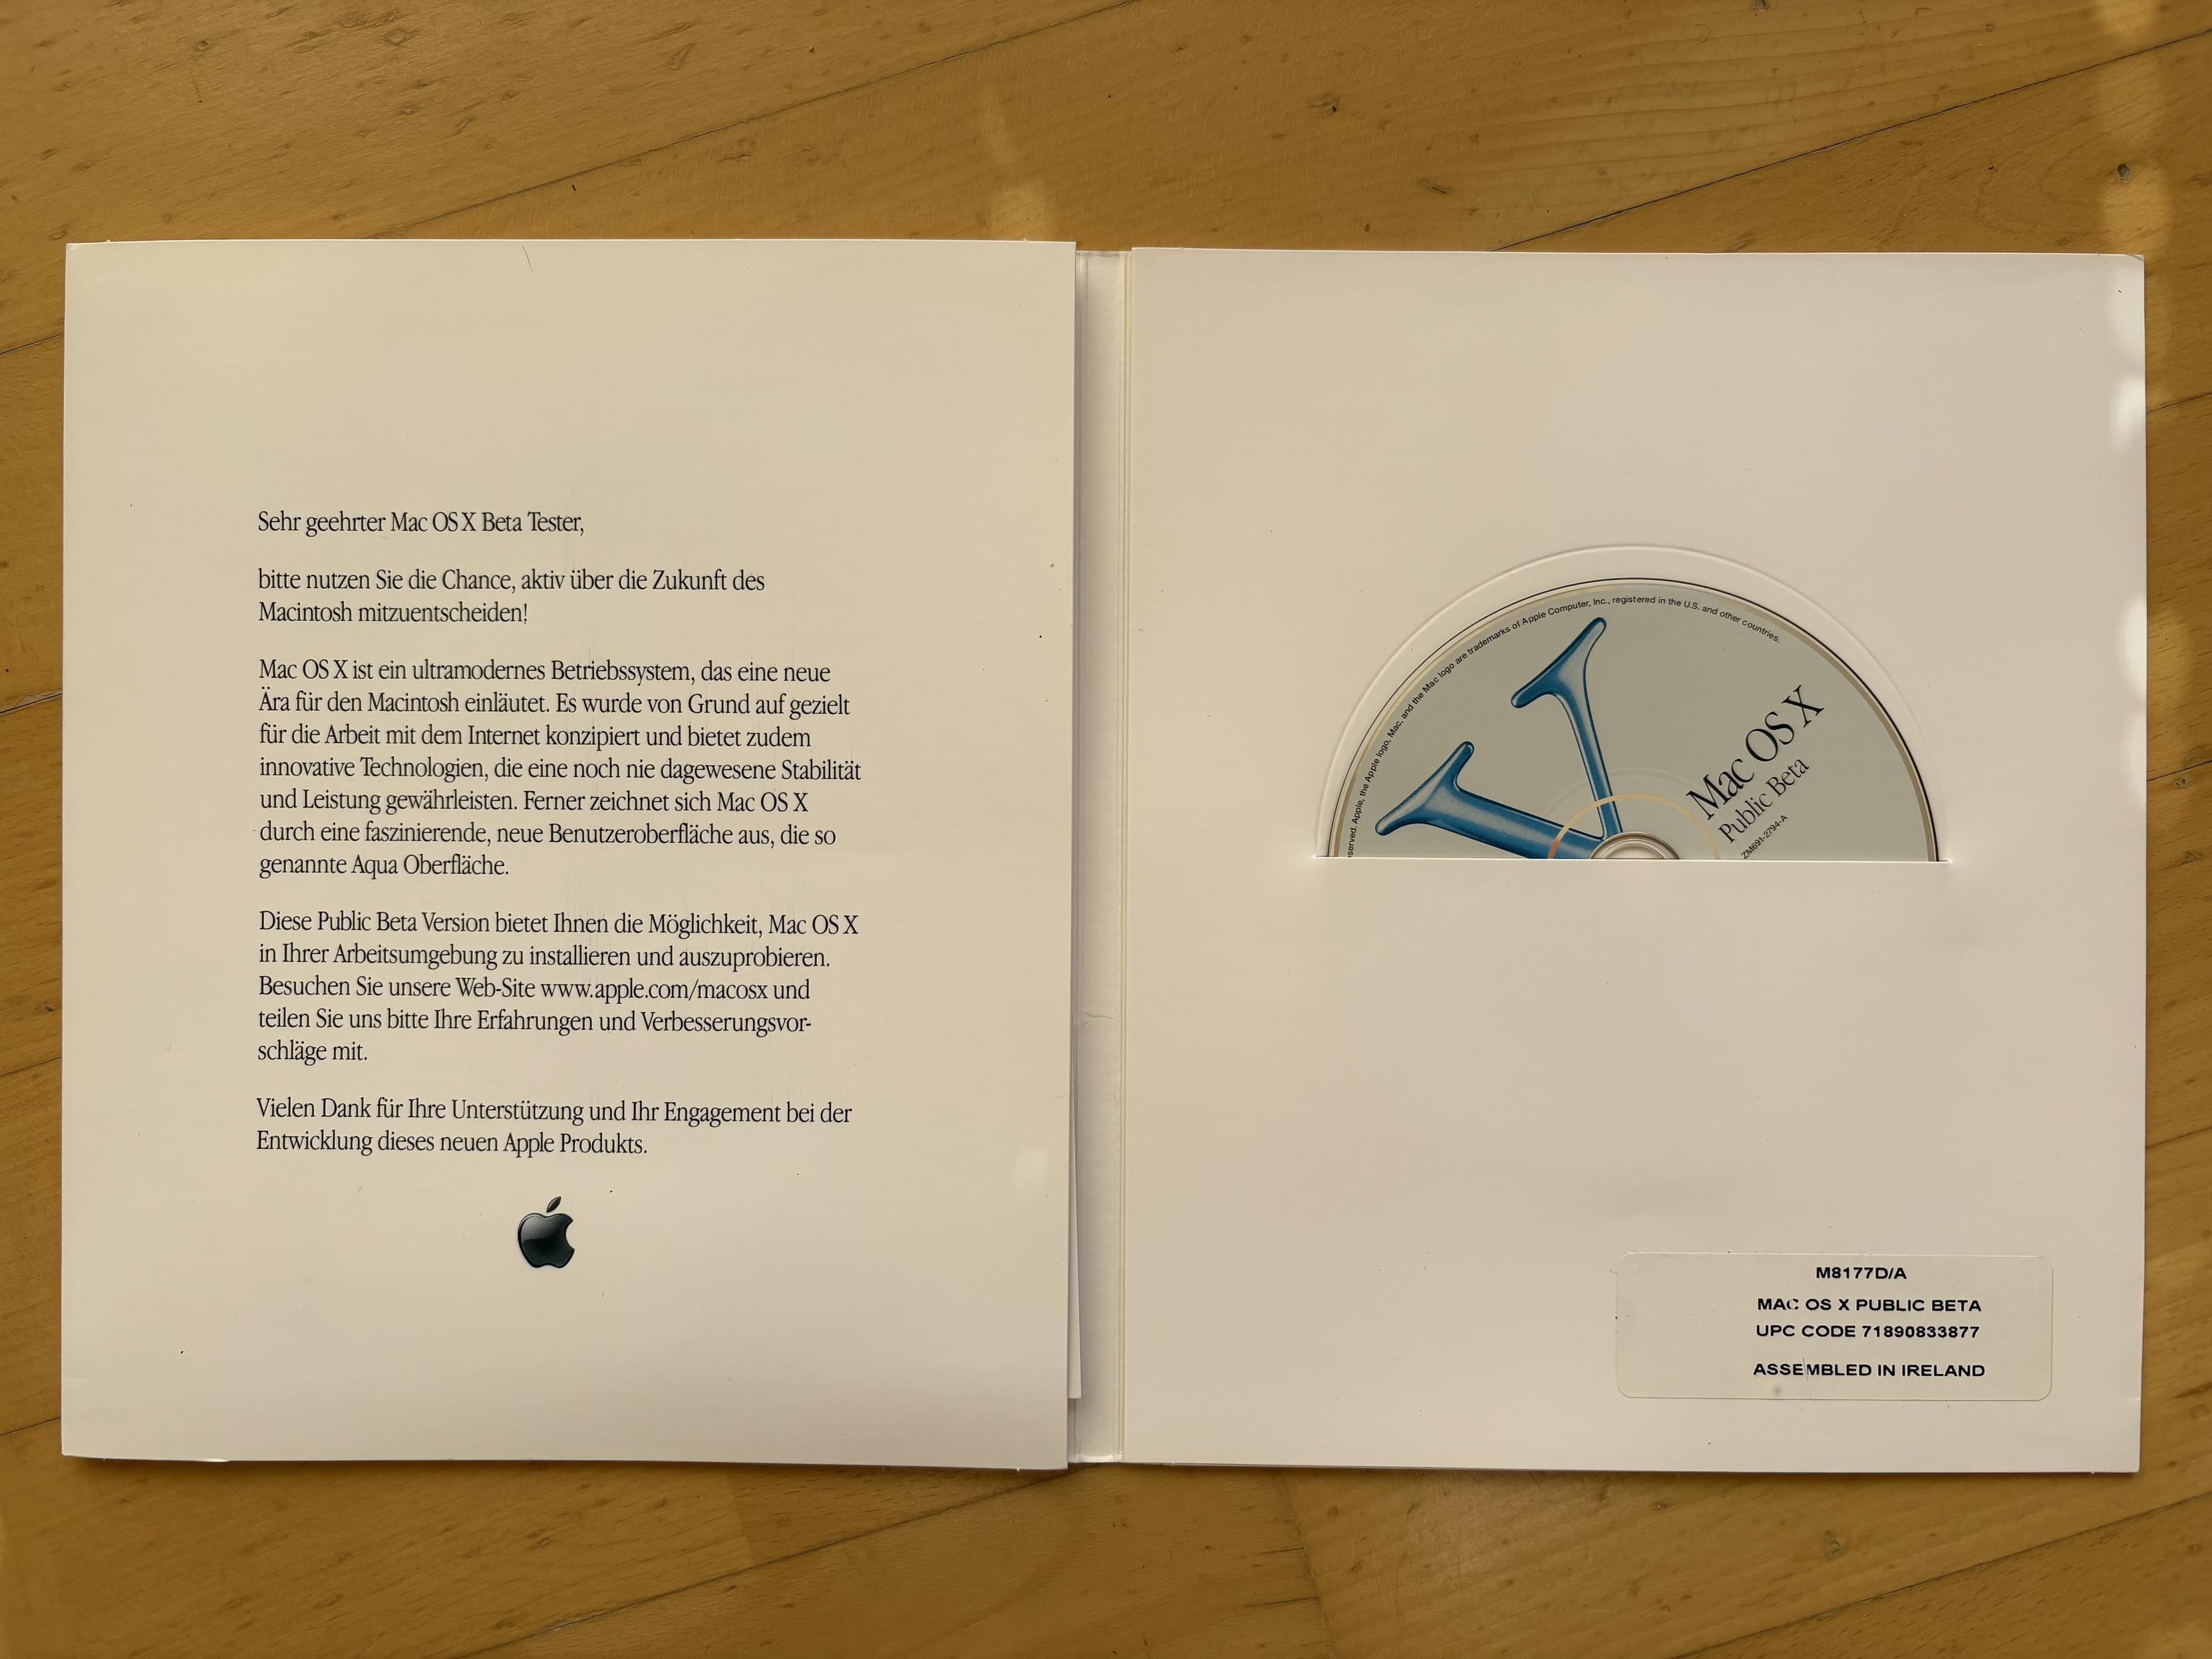 Sehr geehrter Mac OS X Beta Tester,
bitte nutzen Sie die Chance, aktiv über die Zukunft des
Macintosh mitzuentscheiden!
Mac OS X ist ein ultramodernes Betriebssystem, das eine neue
Ära für den Macintosh einläutet. Es wurde von Grund auf gezielt
für die Arbeit mit dem Internet konzipiert und bietet zudem
innovative Technologien, die eine noch nie dagewesene Stabilität
und Leistung gewährleisten. Ferner zeichnet sich Mac OS X
durch eine faszinierende, neue Benutzeroberfläche aus, die so
genannte Aqua Oberfläche.
Diese Public Beta Version bietet Ihnen die Möglichkeit, Mac OS X
in Ihrer Arbeitsumgebung zu installieren und auszuprobieren.
Besuchen Sie unsere Web-Site www.apple.com/macosx und
teilen Sie uns bitte Ihre Erfahrungen und Verbesserungsvor-
schläge mit.
Vielen Dank für Ihre Unterstützung und Ihr Engagement bei der
Entwicklung dieses neuen Apple Produkts.
Apple, the Apple logo, Mac, and the Mac logo are trademarks of Apple Computer, Inc., registered in the U.S. and other countries.
Mac OS X
Public Beta
ZM691-2794-A
M8177D/A
MAC OS X PUBLIC BETA
UPC CODE 71890833877
ASSEMBLED IN IRELAND